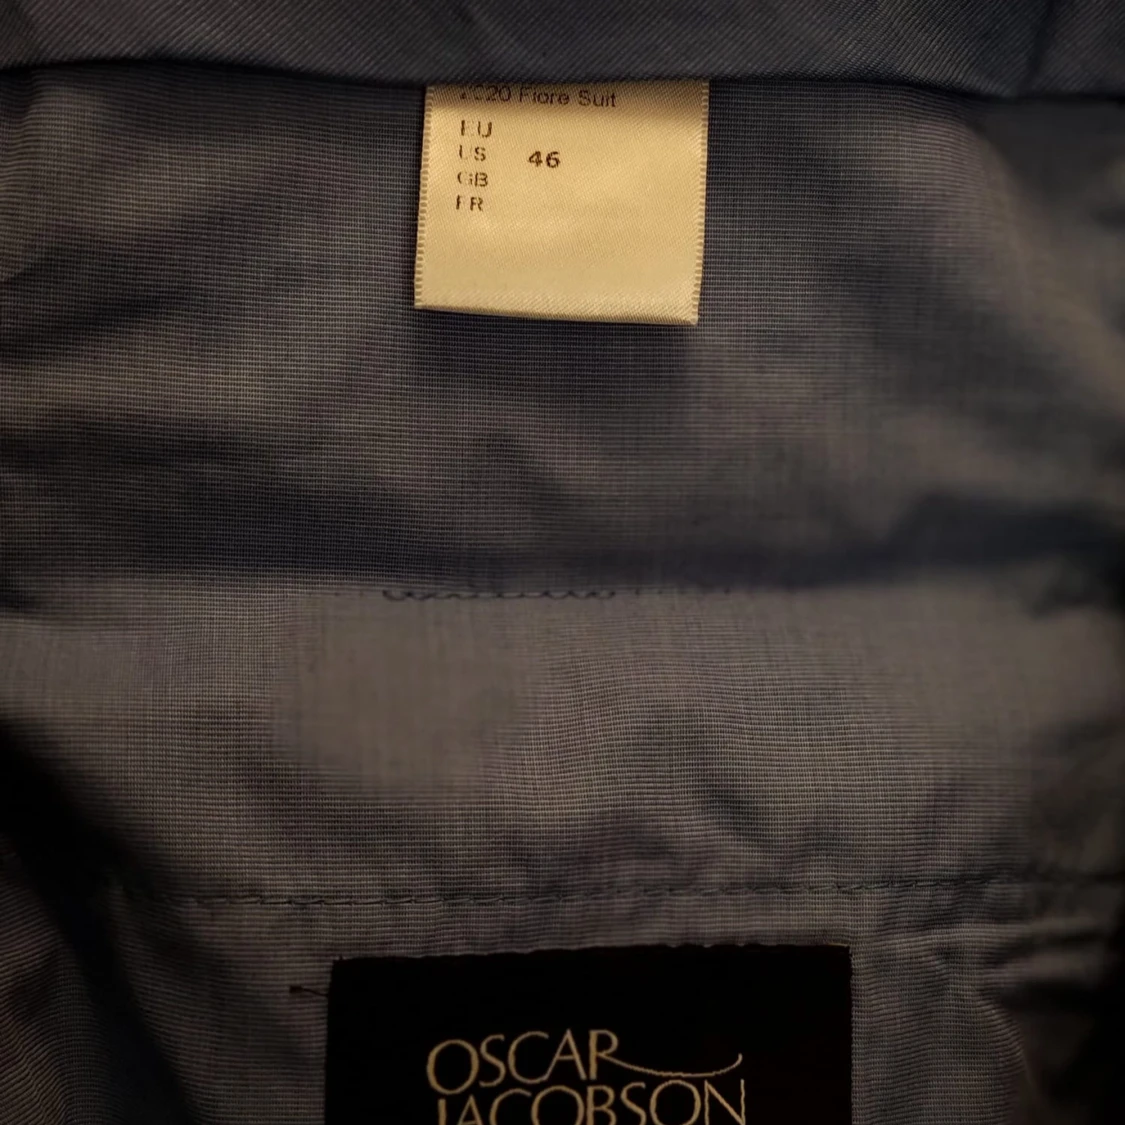 Fiore Suit
EU
US 46
GB
FR
OSCAR
JACOBSON